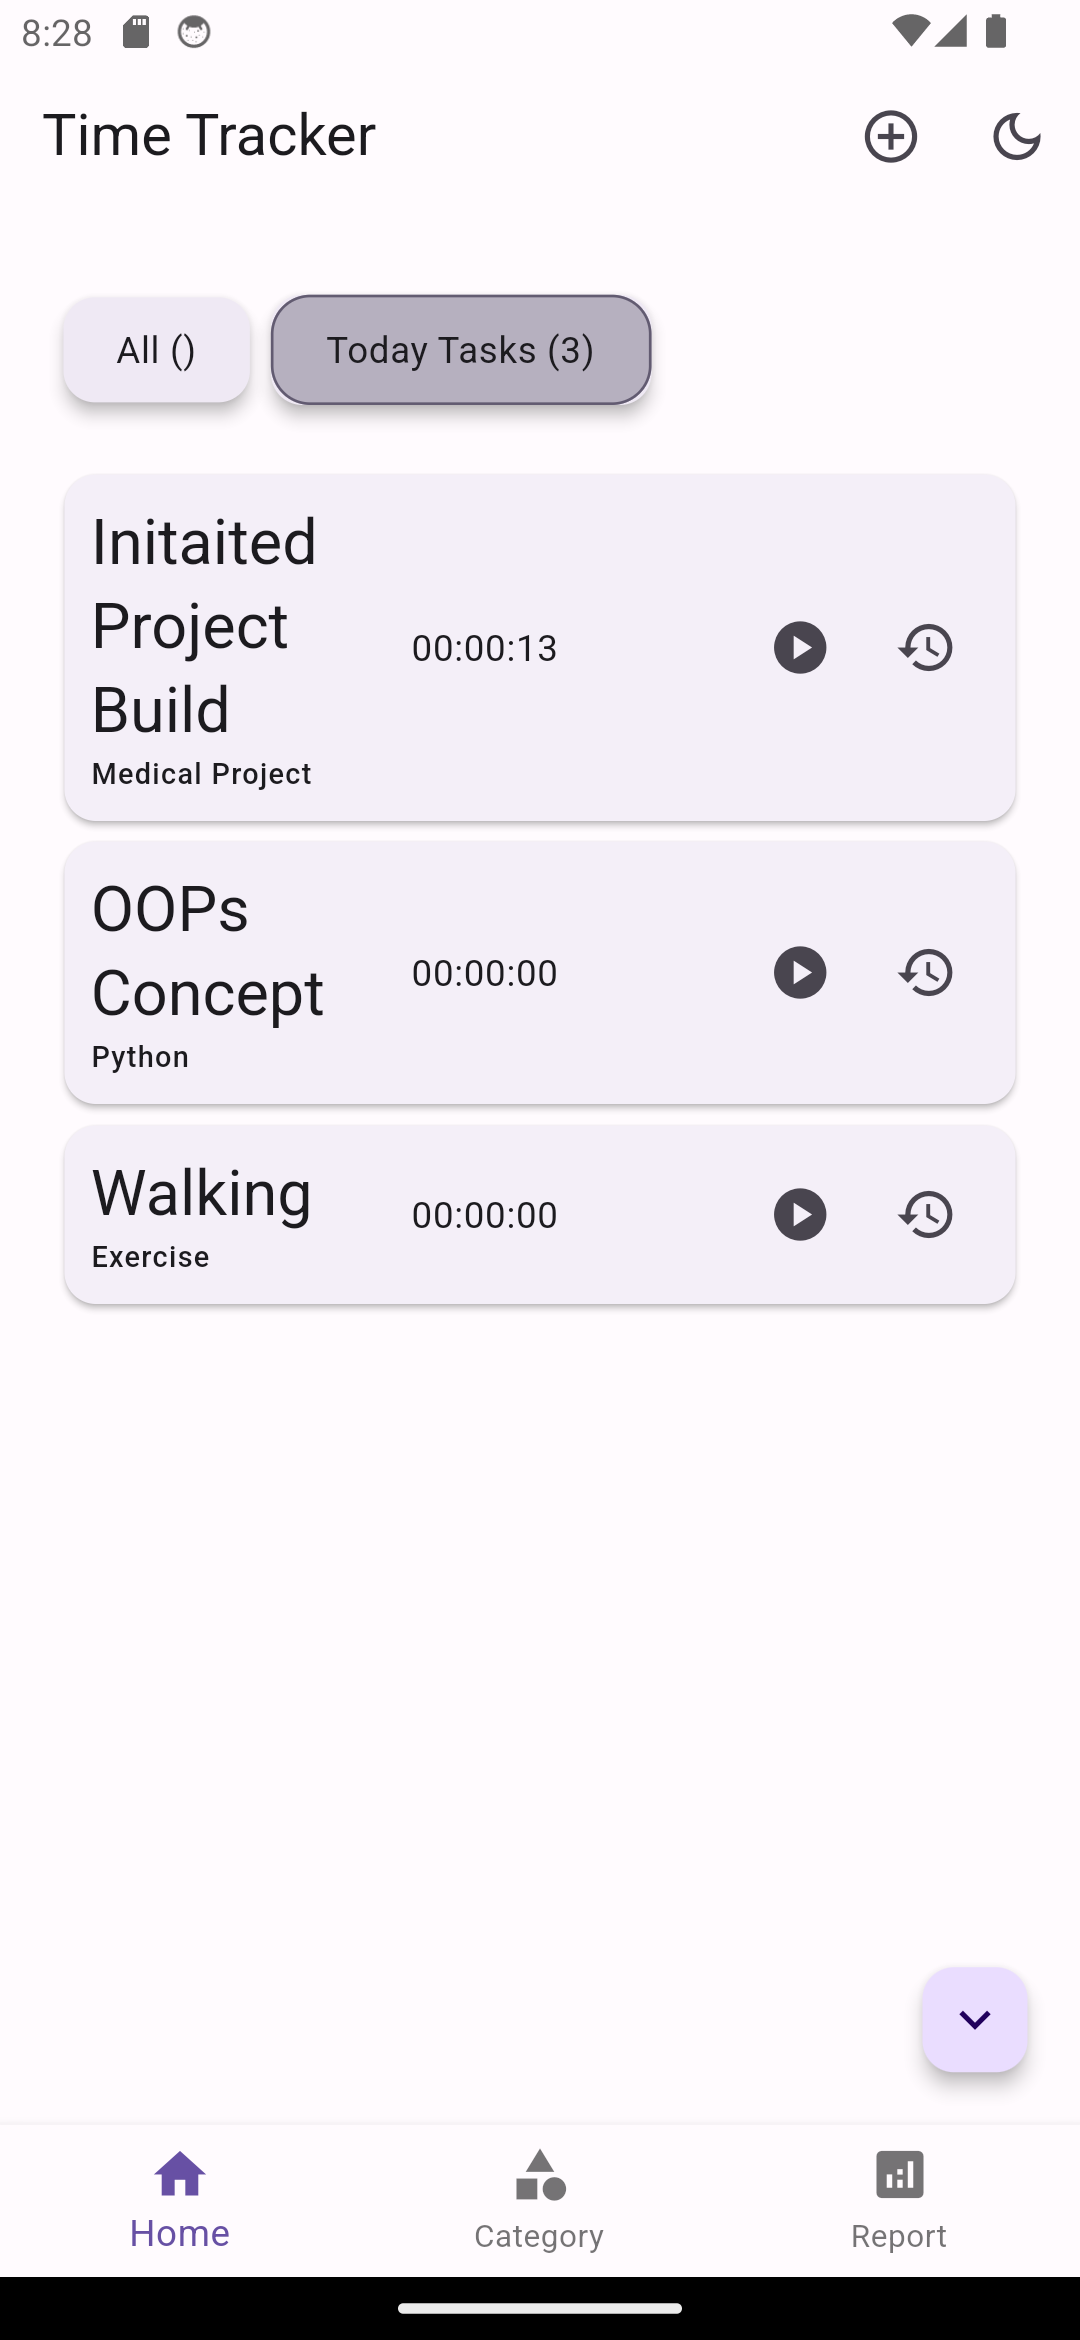 8:28
Time Tracker
All ()
Today Tasks (3)
Initaited
Project
Build
Medical Project
00:00:13
OOPs
Concept
Python
00:00:00
Walking
Exercise
00:00:00
Home
Category
Report